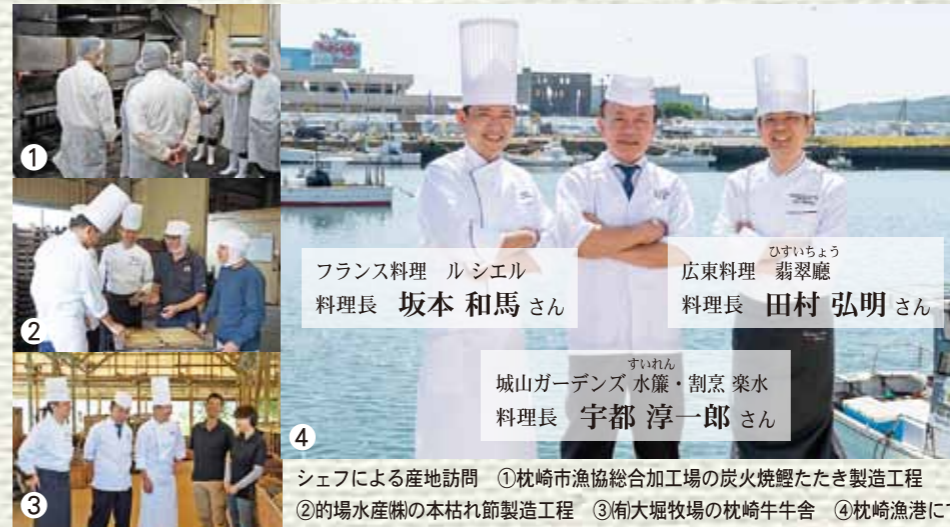 ①
②
③
④
フランス料理　ル シエル
料理長　坂本 和馬 さん
ひすいちょう
広東料理　翡翠廳
料理長　田村 弘明 さん
すいれん
城山ガーデンズ 水簾・割烹 楽水
料理長　宇都 淳一郎 さん
シェフによる産地訪問　①枕崎市漁協総合加工場の炭火焼鰹たたき製造工程
②的場水産㈱の本枯れ節製造工程　③㈲大堀牧場の枕崎牛牛舎　④枕崎漁港に